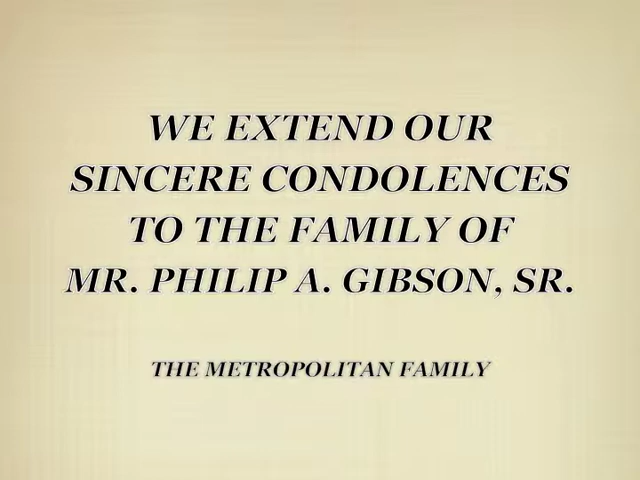 WE EXTEND OUR
SINCERE CONDOLENCES
TO THE FAMILY OF
MR. PHILIP A. GIBSON, SR.
THE METROPOLITAN FAMILY